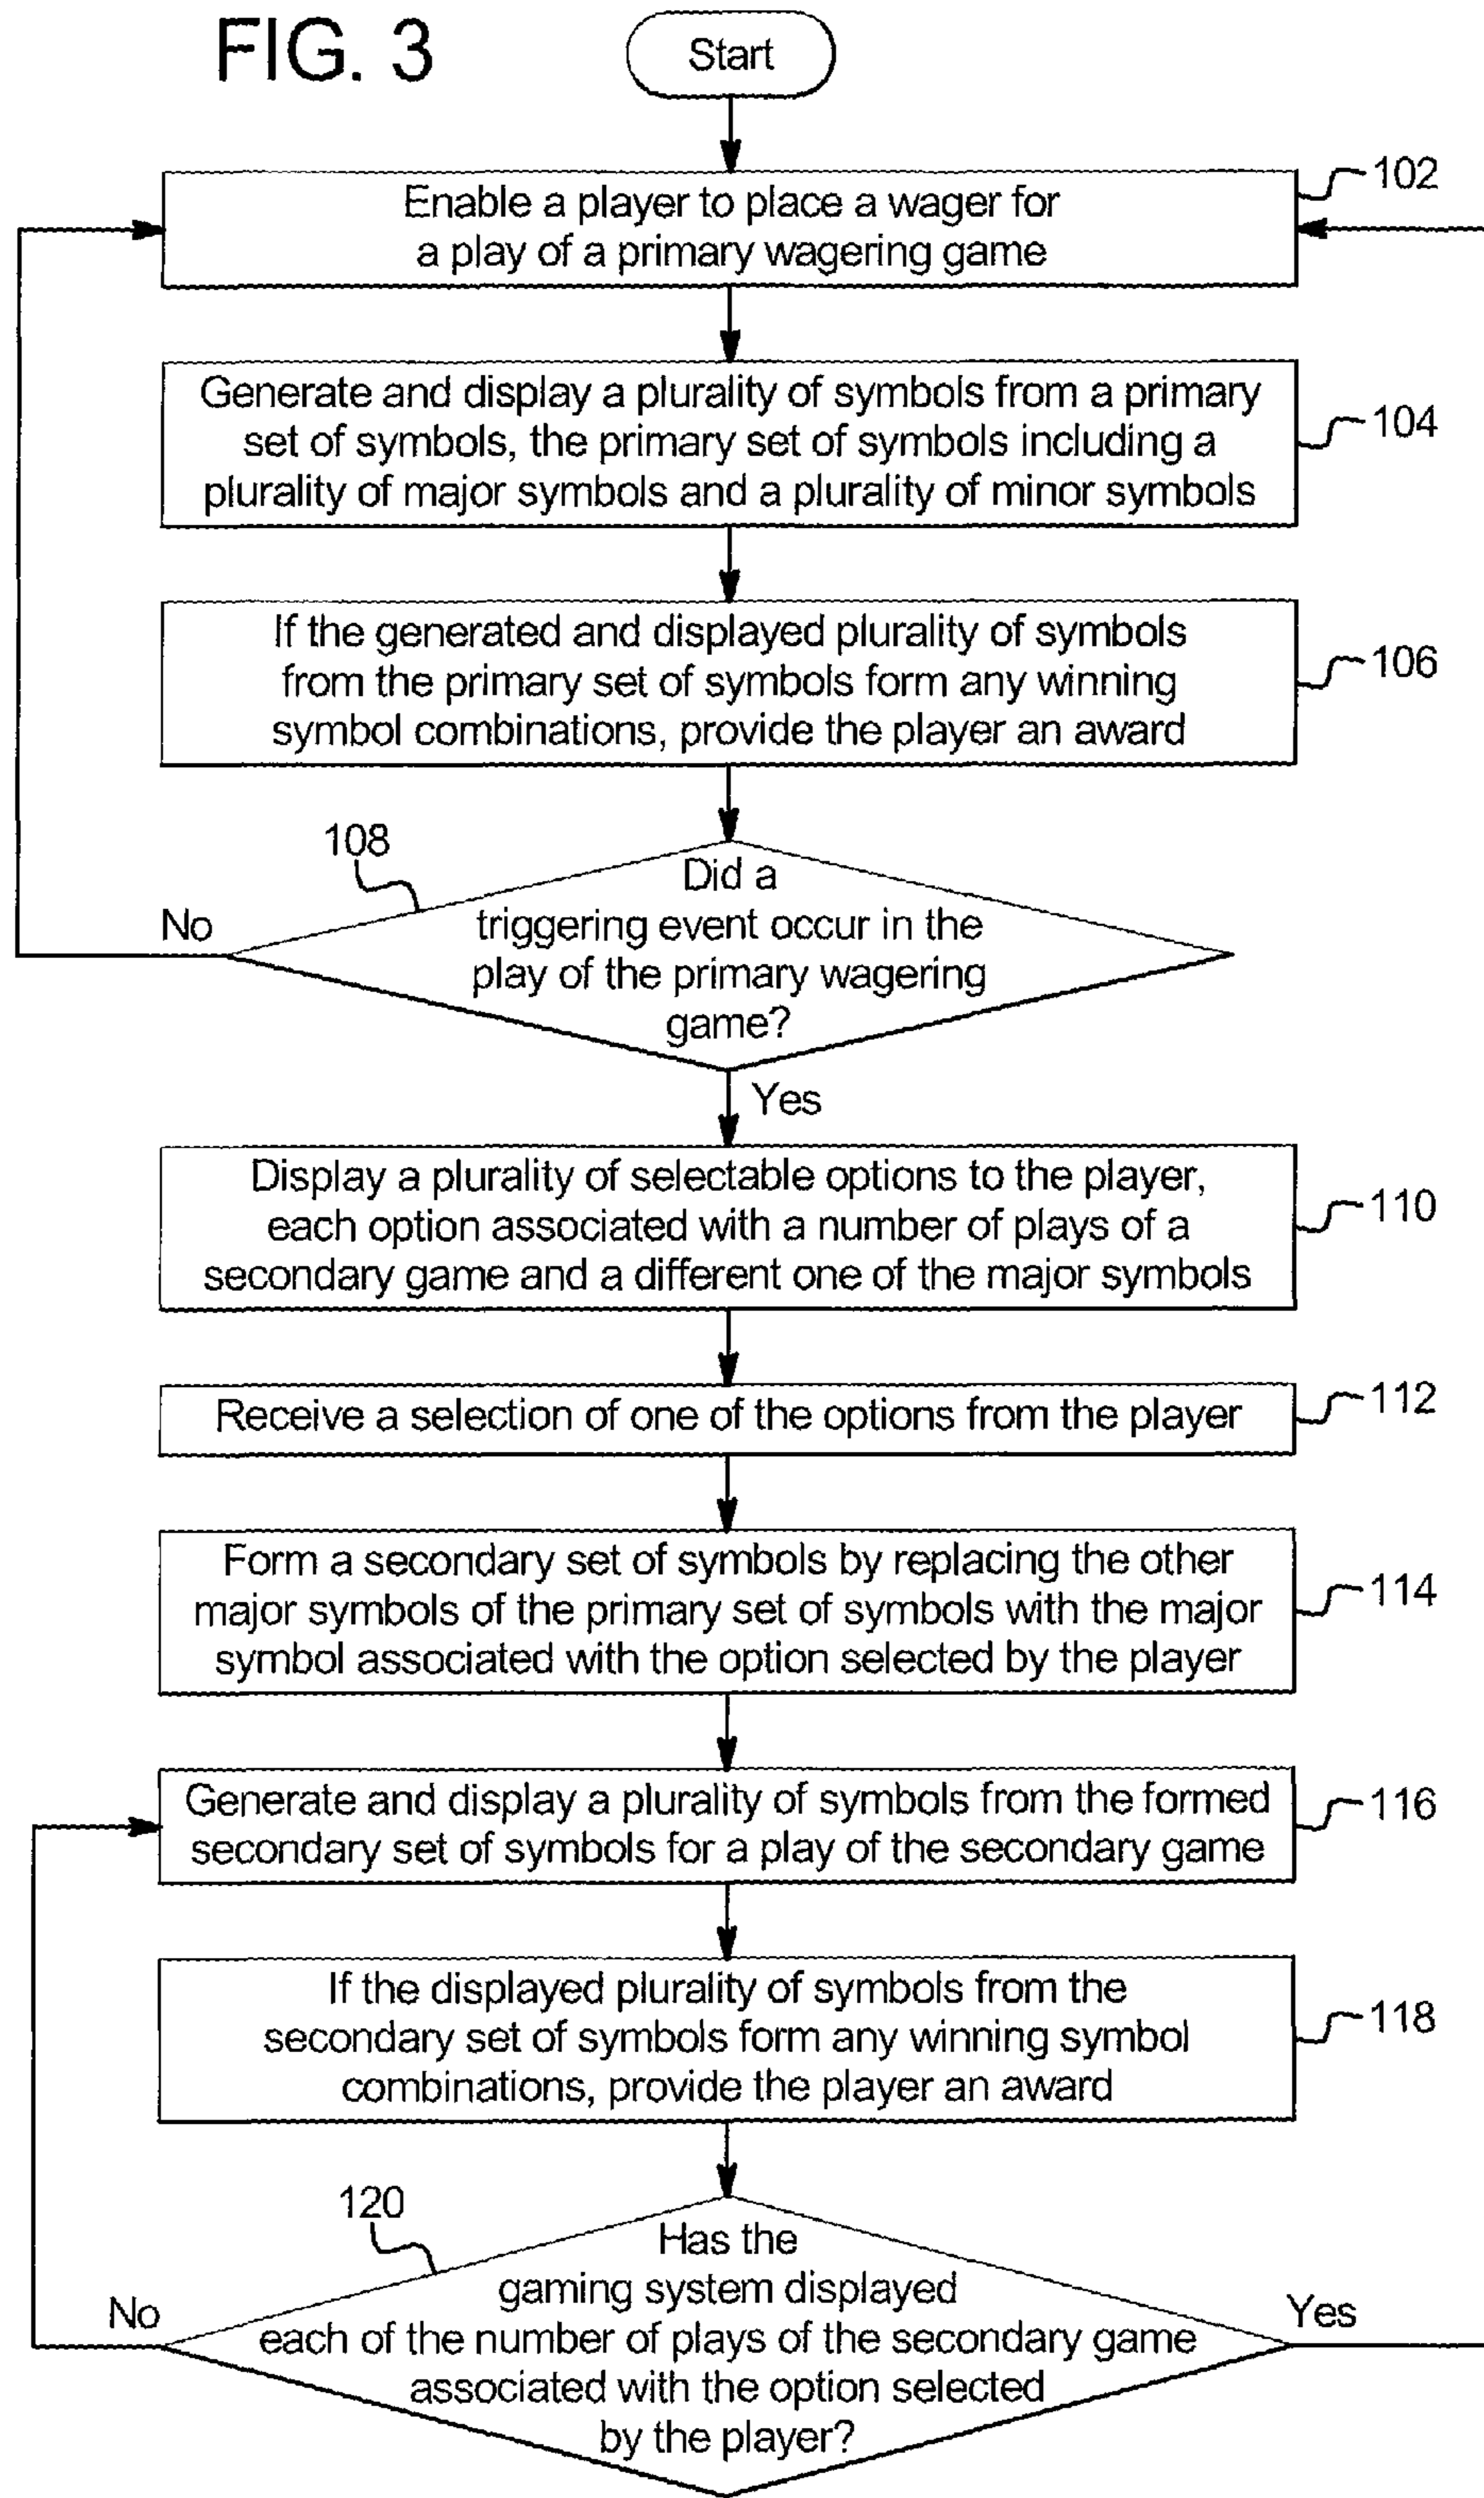 FIG. 3
Start
Enable a player to place a wager for
a play of a primary wagering game
102
Generate and display a plurality of symbols from a primary
set of symbols, the primary set of symbols including a
plurality of major symbols and a plurality of minor symbols
104
If the generated and displayed plurality of symbols
from the primary set of symbols form any winning
symbol combinations, provide the player an award
106
108
Did a
triggering event occur in the
play of the primary wagering
game?
No
Yes
Display a plurality of selectable options to the player,
each option associated with a number of plays of a
secondary game and a different one of the major symbols
110
Receive a selection of one of the options from the player
112
Form a secondary set of symbols by replacing the other
major symbols of the primary set of symbols with the major
symbol associated with the option selected by the player
114
Generate and display a plurality of symbols from the formed
secondary set of symbols for a play of the secondary game
116
If the displayed plurality of symbols from the
secondary set of symbols form any winning symbol
combinations, provide the player an award
118
120
Has the
gaming system displayed
each of the number of plays of the secondary game
associated with the option selected
by the player?
No
Yes